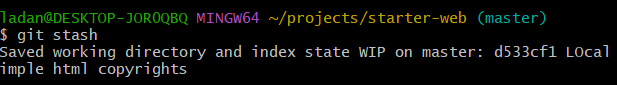 ladan@DESKTOP-JOR0QBQ MINGW64 ~/projects/starter-web (master)
$ git stash
Saved working directory and index state WIP on master: d533cf1 LOcal
imple html copyrights